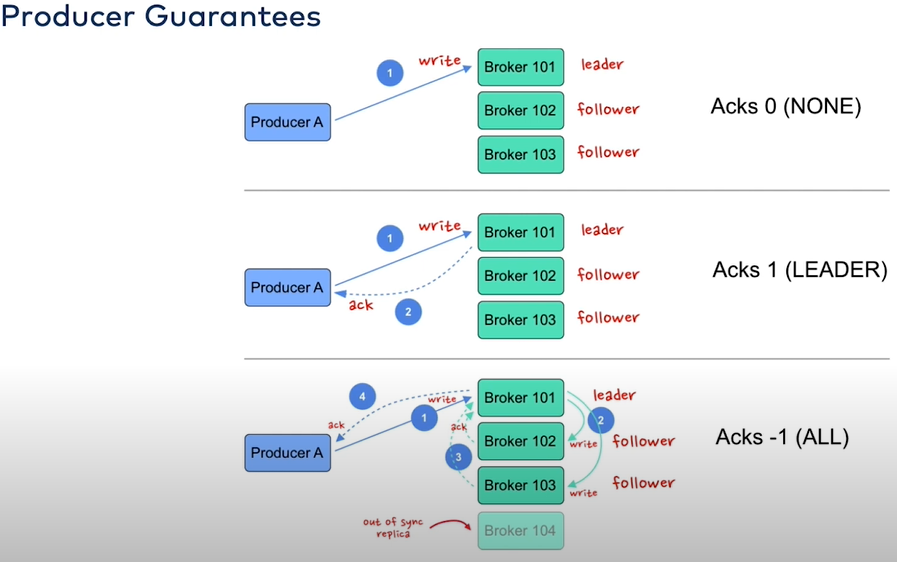 Producer Guarantees
1
write
Broker 101
leader
Producer A
Broker 102
follower
Broker 103
follower
Acks 0 (NONE)
1
write
Broker 101
leader
Producer A
Broker 102
follower
ack
2
Broker 103
follower
Acks 1 (LEADER)
4
write
Broker 101
leader
1
2
ack
ack
Producer A
Broker 102
write
follower
3
Broker 103
write
follower
Acks -1 (ALL)
out of sync
replica
Broker 104